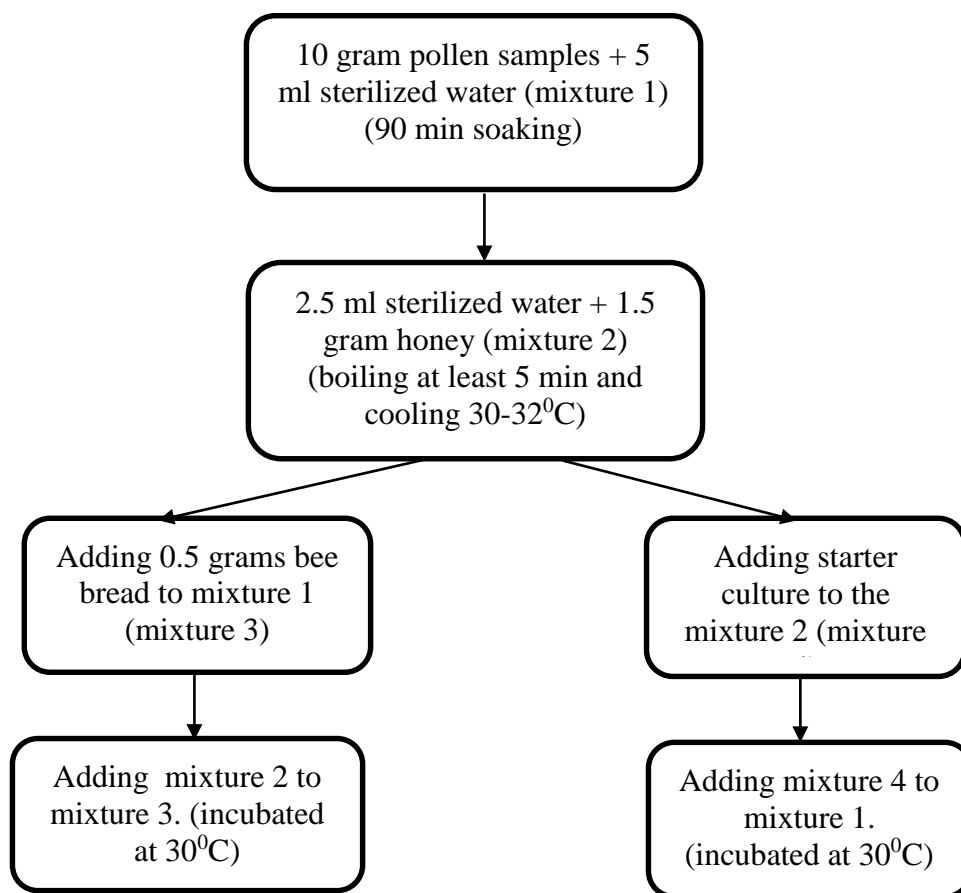 10 gram pollen samples + 5
ml sterilized water (mixture 1)
(90 min soaking)
2.5 ml sterilized water + 1.5
gram honey (mixture 2)
(boiling at least 5 min and
cooling 30-32⁰C)
Adding 0.5 grams bee
bread to mixture 1
(mixture 3)
Adding starter
culture to the
mixture 2 (mixture
Adding mixture 2 to
mixture 3. (incubated
at 30⁰C)
Adding mixture 4 to
mixture 1.
(incubated at 30⁰C)